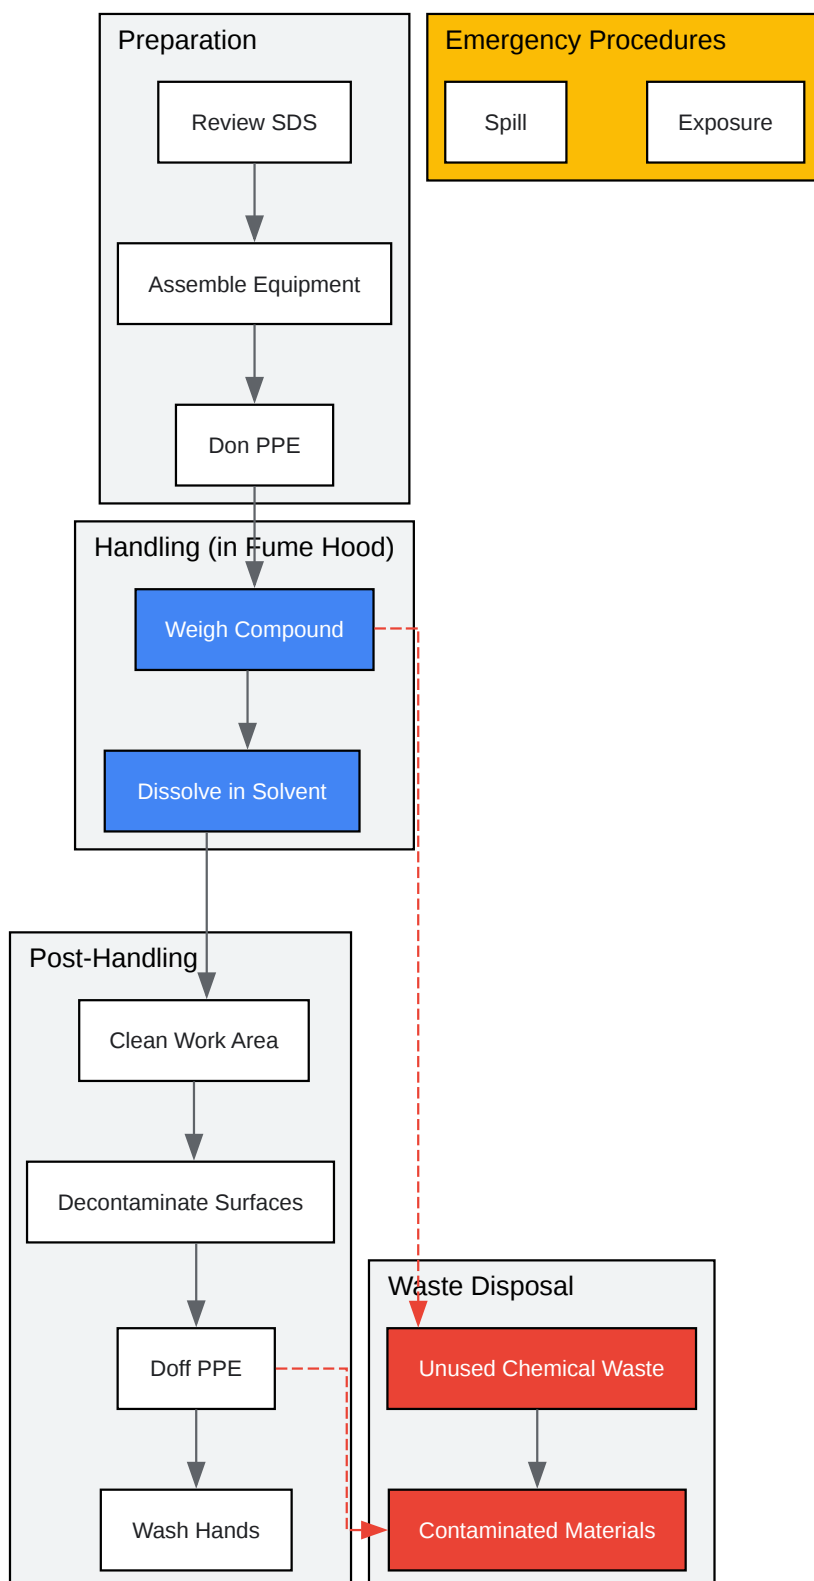 Preparation
Review SDS
Assemble Equipment
Don PPE
Emergency Procedures
Spill
Exposure
Handling (in Fume Hood)
Weigh Compound
Dissolve in Solvent
Post-Handling
Clean Work Area
Decontaminate Surfaces
Doff PPE
Wash Hands
Waste Disposal
Unused Chemical Waste
Contaminated Materials